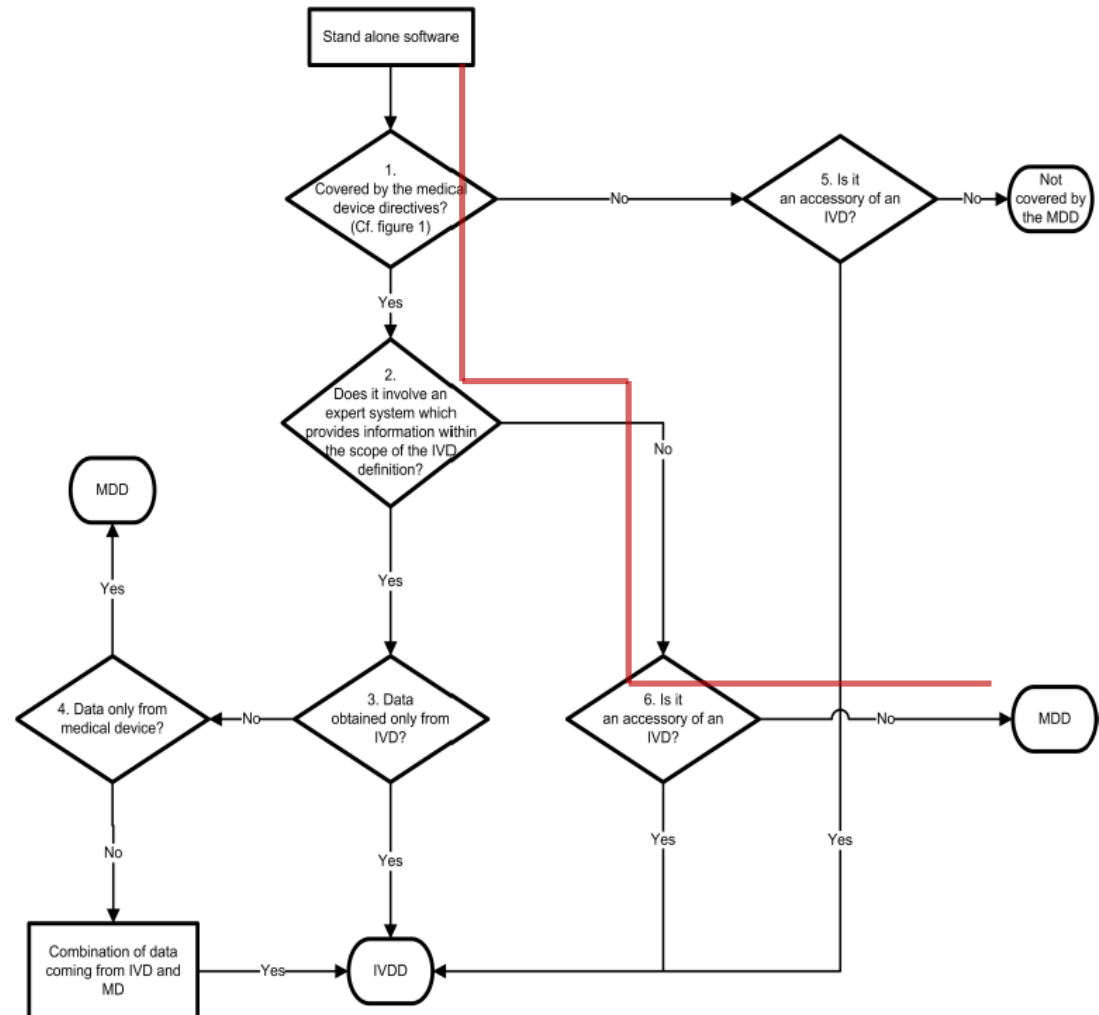 Stand alone software
1.
Covered by the medical
device directives?
(Cf. figure 1)
No
5. Is it
an accessory of an
IVD?
No
Not
covered by
the MDD
Yes
2.
Does it involve an
expert system which
provides information within
the scope of the IVD
definition?
No
MDD
Yes
Yes
4. Data only from
medical device?
No
3. Data
obtained only from
IVD?
6. Is it
an accessory of an
IVD?
No
MDD
No
Yes
Yes
Yes
Combination of data
coming from IVD and
MD
Yes
IVDD